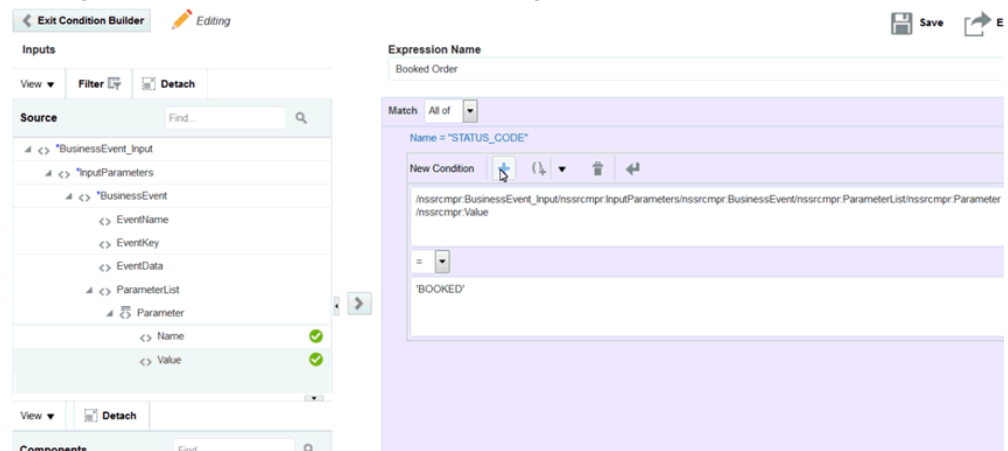 Exit Condition Builder
Editing
Save
Inputs
Expression Name
Booked Order
View
Filter
Detach
Source
Find...
*BusinessEvent_Input
*InputParameters
*BusinessEvent
EventName
EventKey
EventData
ParameterList
Parameter
Name
Value
View
Detach
Components
Find
Match
All of
Name = "STATUS_CODE"
New Condition
/nssrcmpr:BusinessEvent_Input/nssrcmpr:InputParameters/nssrcmpr:BusinessEvent/nssrcmpr:ParameterList/nssrcmpr:Parameter
/nssrcmpr:Value
=
'BOOKED'